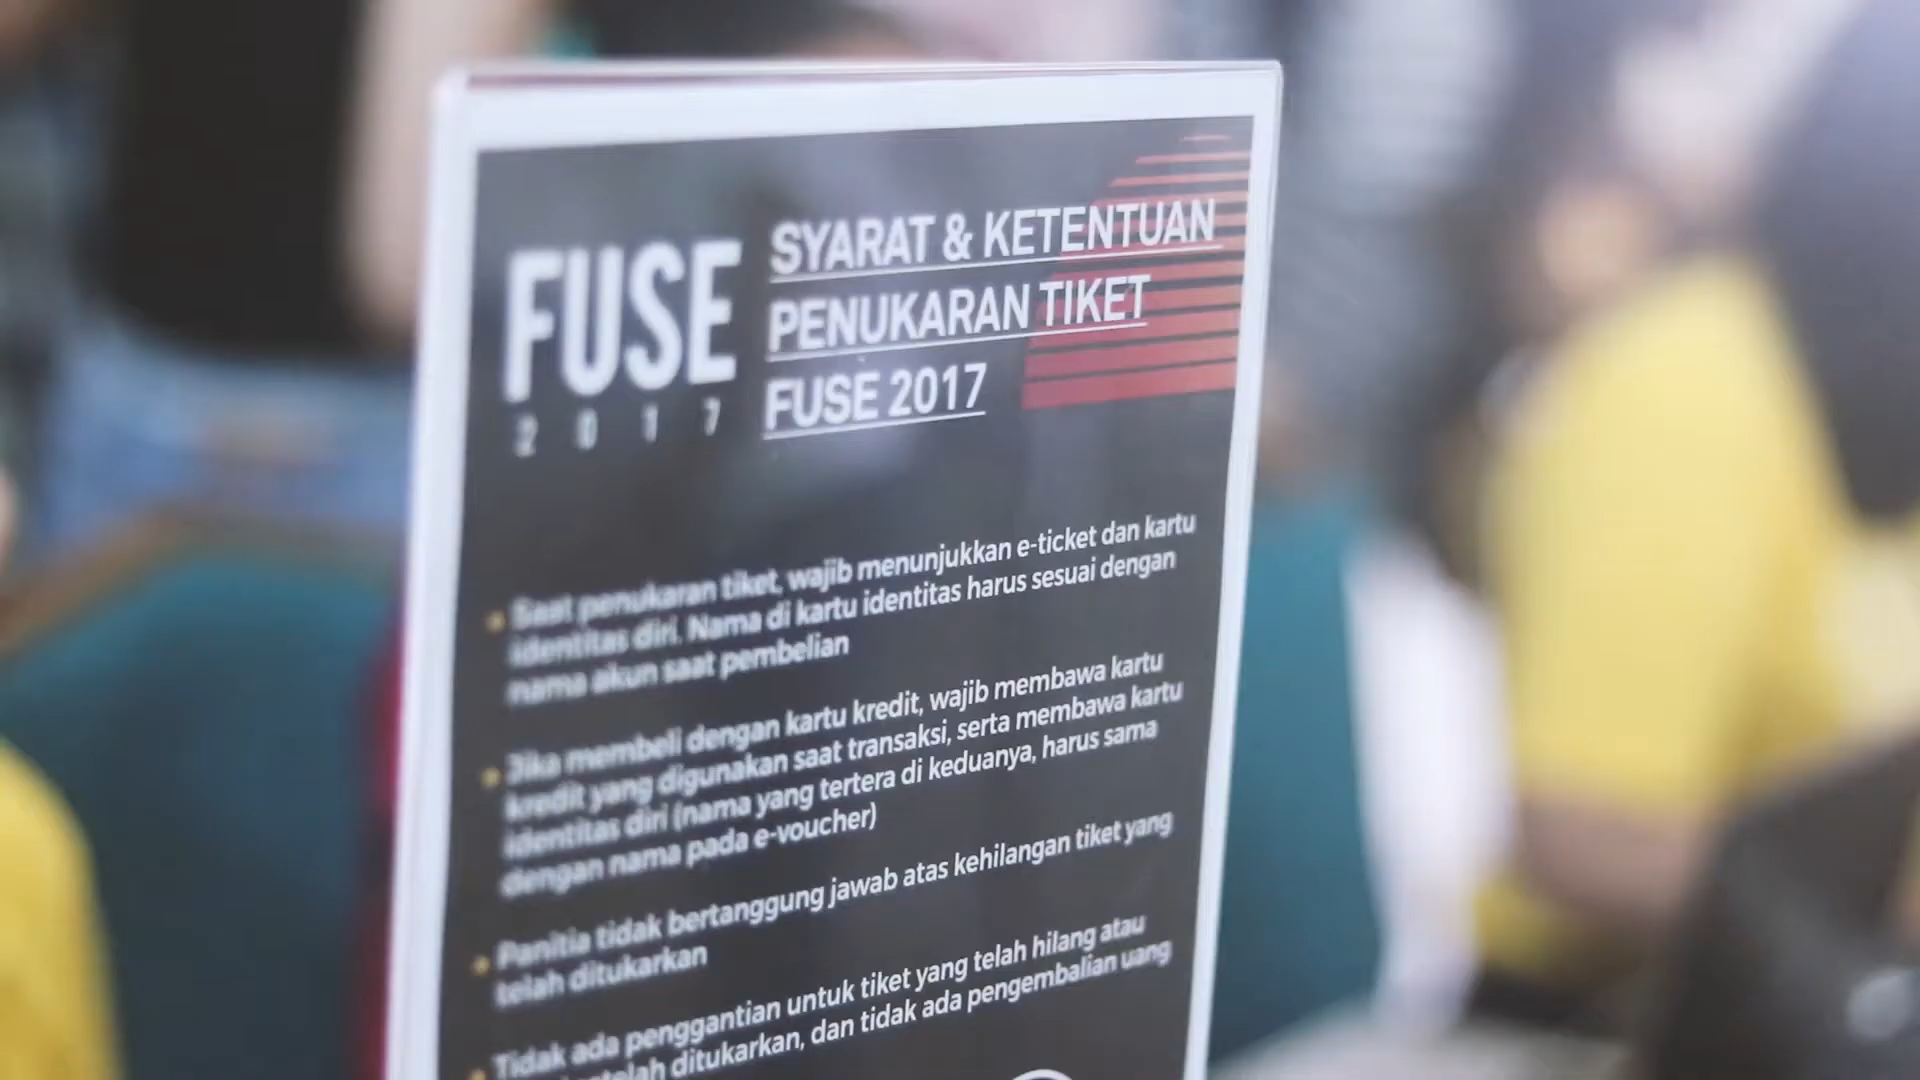 FUSE
2017
SYARAT & KETENTUAN
PENUKARAN TIKET
FUSE 2017
Saat penukaran tiket, wajib menunjukkan e-ticket dan kartu
identitas diri. Nama di kartu identitas harus sesuai dengan
nama akun saat pembelian
Jika membeli dengan kartu kredit, wajib membawa kartu
kredit yang digunakan saat transaksi, serta membawa kartu
identitas diri (nama yang tertera di keduanya, harus sama
dengan nama pada e-voucher)
Panitia tidak bertanggung jawab atas kehilangan tiket yang
telah ditukarkan
Tidak ada penggantian untuk tiket yang telah hilang atau
telah ditukarkan, dan tidak ada pengembalian uang